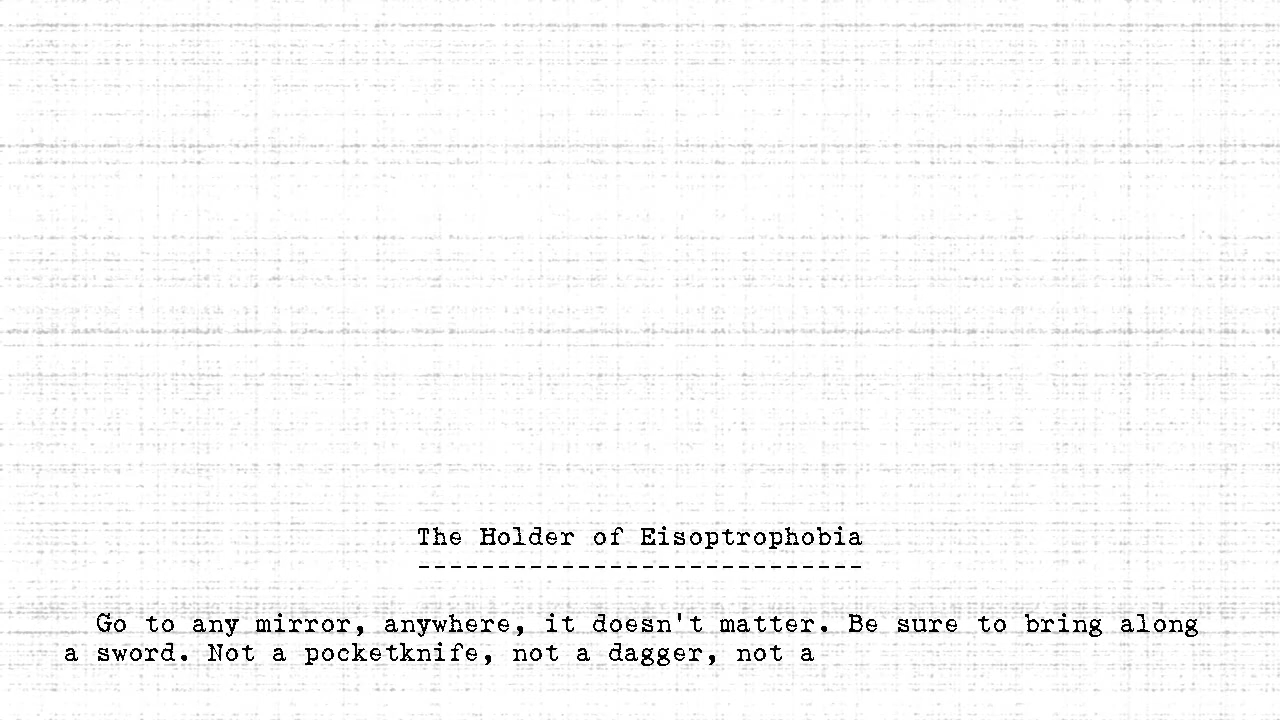 The Holder of Eisoptrophobia
----------------------------
Go to any mirror, anywhere, it doesn't matter. Be sure to bring along
a sword. Not a pocketknife, not a dagger, not a